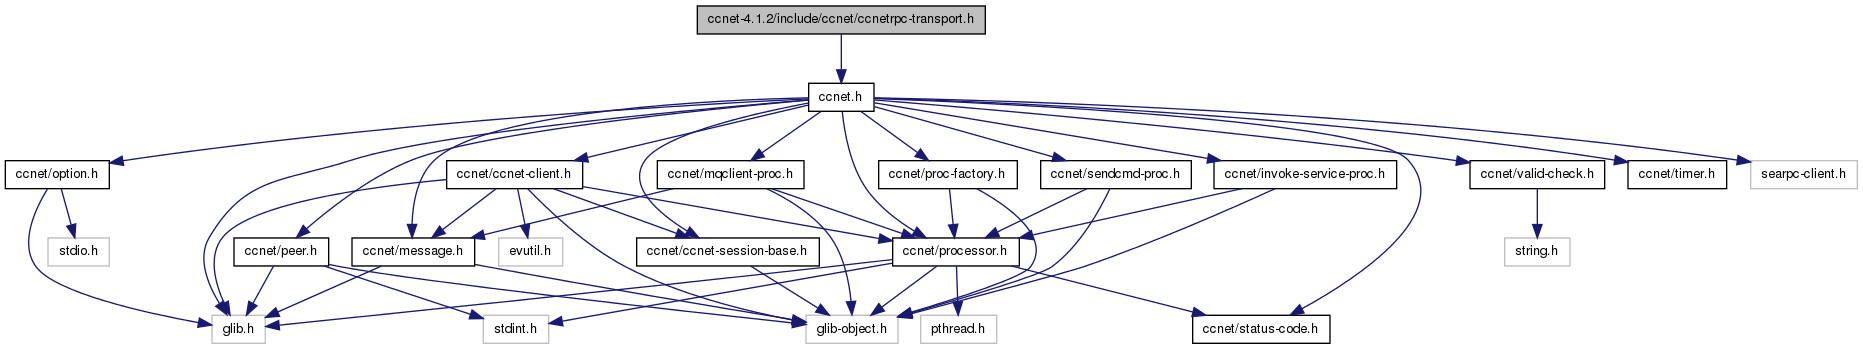 ccnet-4.1.2/include/ccnet/ccnetrpc-transport.h
ccnet.h
ccnet/option.h
ccnet/ccnet-client.h
ccnet/mqclient-proc.h
ccnet/proc-factory.h
ccnet/sendcmd-proc.h
ccnet/invoke-service-proc.h
ccnet/valid-check.h
ccnet/timer.h
searpc-client.h
stdio.h
ccnet/peer.h
ccnet/message.h
evutil.h
ccnet/ccnet-session-base.h
ccnet/processor.h
string.h
glib.h
stdint.h
glib-object.h
pthread.h
ccnet/status-code.h